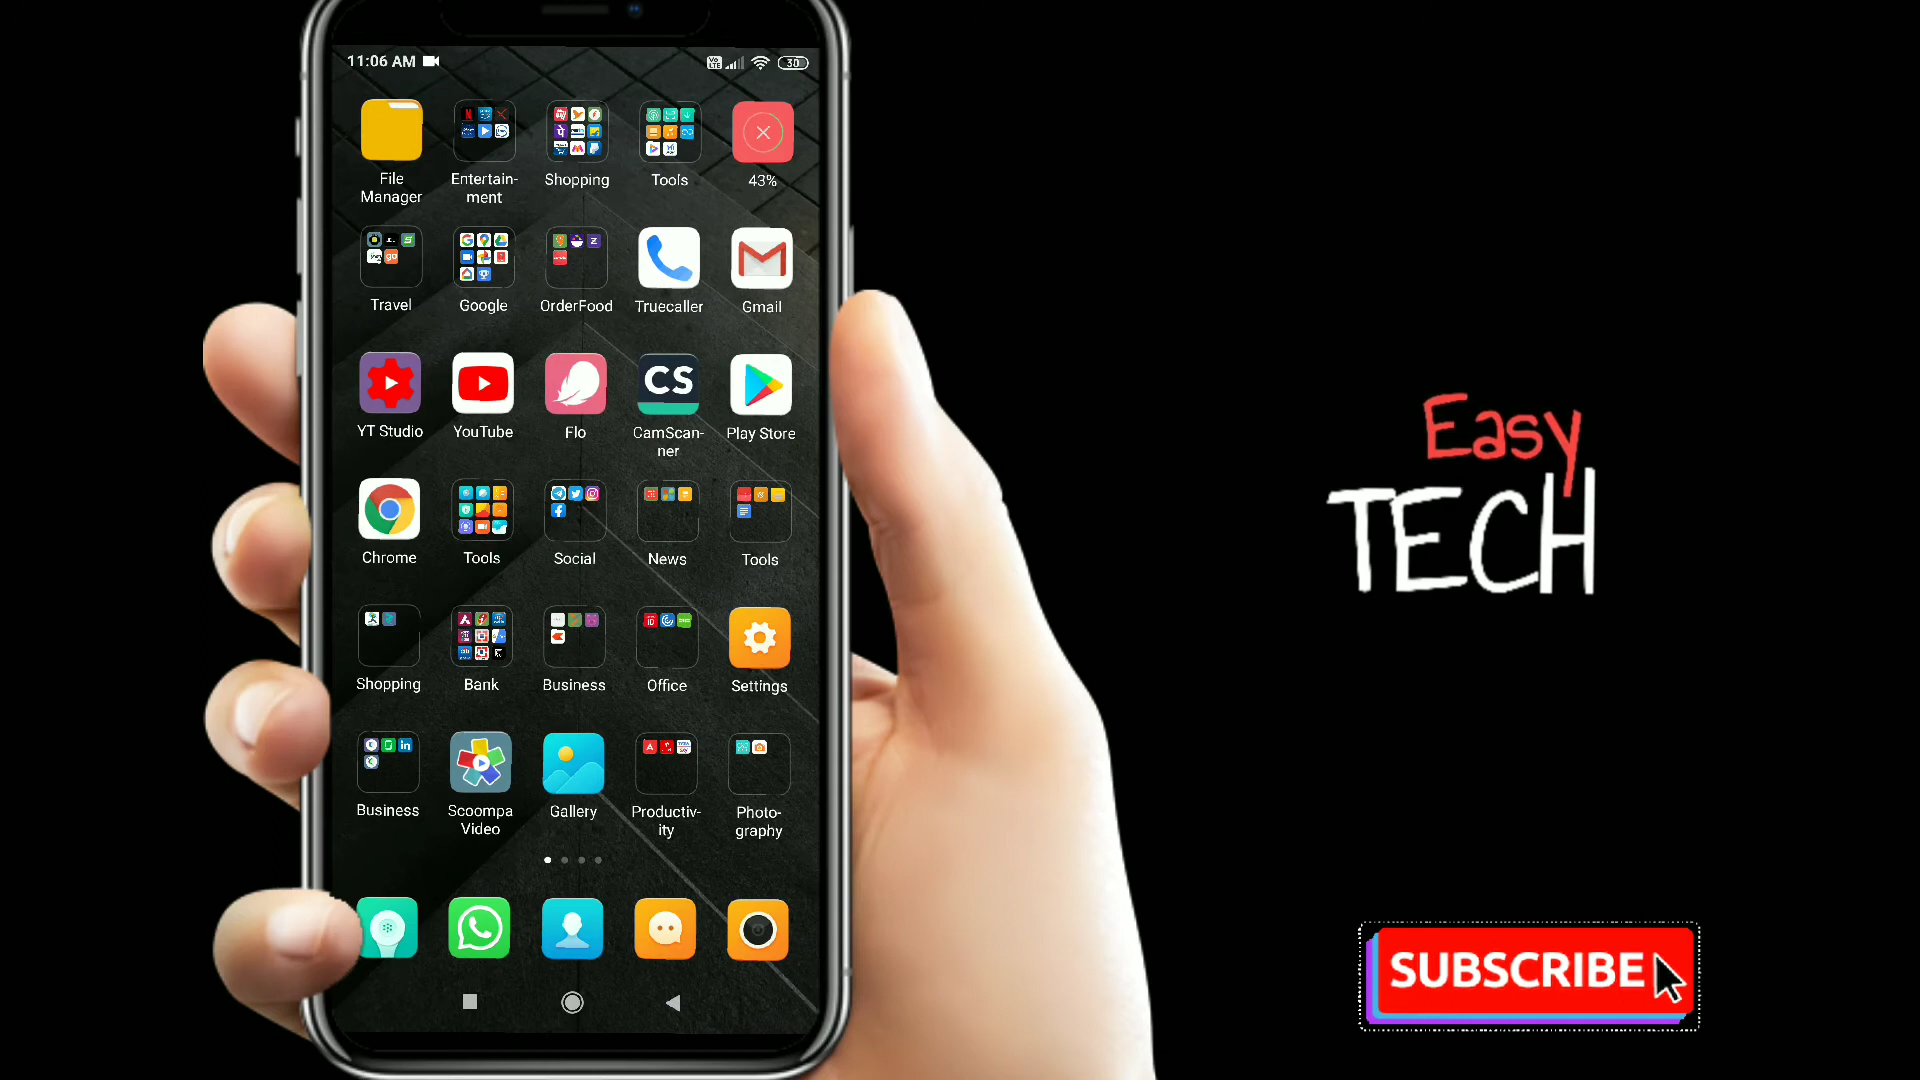 11:06 AM
30
File Manager
Entertain-
ment
Shopping
Tools
43%
Travel
Google
OrderFood
Truecaller
Gmail
YT Studio
YouTube
Flo
CS
CamScan-
ner
Play Store
Chrome
Tools
Social
News
Tools
Shopping
Bank
Business
Office
Settings
Business
Scoompa
Video
Gallery
Productiv-
ity
Photo-
graphy
Easy
TECH
SUBSCRIBE